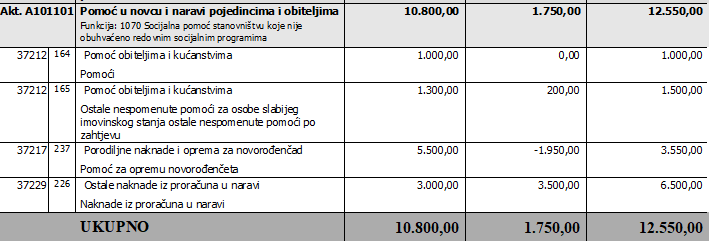 Akt. A101101 Pomoć u novcu i naravi pojedincima i obiteljima 10.800,00 1.750,00 12.550,00
Funkcija: 1070 Socijalna pomoć stanovništvu koje nije
obuhvaćeno redovnim socijalnim programima
37212 164 Pomoć obiteljima i kućanstvima 1.000,00 0,00 1.000,00
Pomoći
37212 165 Pomoć obiteljima i kućanstvima 1.300,00 200,00 1.500,00
Ostale nespomenute pomoći za osobe slabijeg
imovinskog stanja ostale nespomenute pomoći po
zahtjevu
37217 237 Porodiljne naknade i oprema za novorođenčad 5.500,00 -1.950,00 3.550,00
Pomoć za opremu novorođenčeta
37229 226 Ostale naknade iz proračuna u naravi 3.000,00 3.500,00 6.500,00
Naknade iz proračuna u naravi
UKUPNO 10.800,00 1.750,00 12.550,00